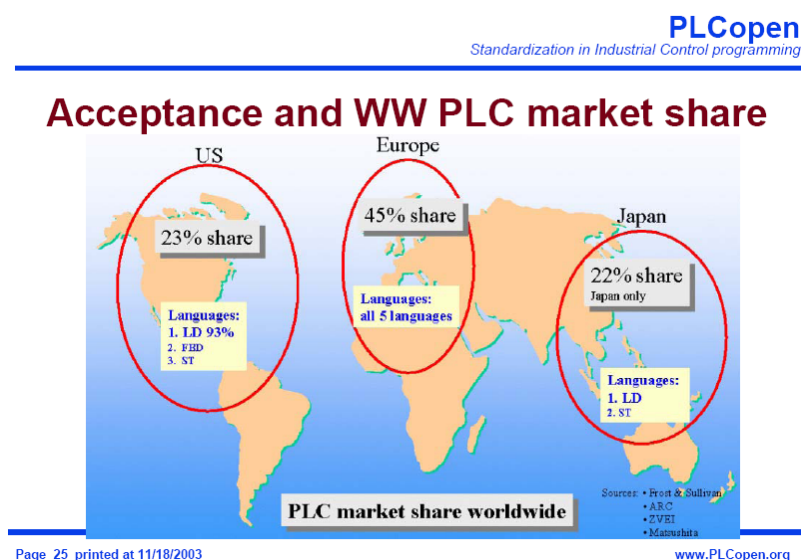 PLCopen
Standardization in Industrial Control programming
Acceptance and WW PLC market share
US
Europe
Japan
23% share
45% share
22% share
Japan only
Languages:
1. LD 93%
2. FBD
3. ST
Languages:
all 5 languages
Languages:
1. LD
2. ST
PLC market share worldwide
Sources: • Frost & Sullivan
• ARC
• ZVEI
• Matsushita
Page 25 printed at 11/18/2003
www.PLCopen.org